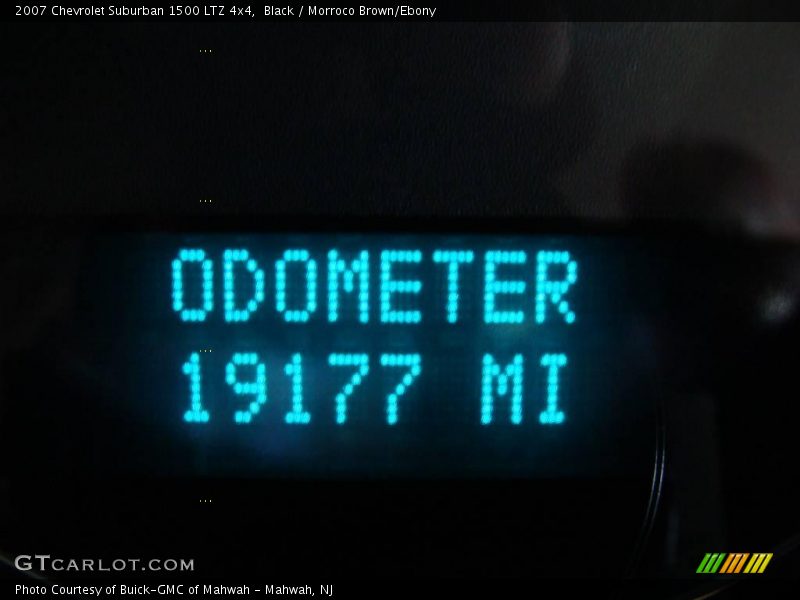 2007 Chevrolet Suburban 1500 LTZ 4x4,  Black / Morroco Brown/Ebony
...
...
ODOMETER
...
19177 MI
...
GTCARLOT.COM
Photo Courtesy of Buick-GMC of Mahwah - Mahwah, NJ